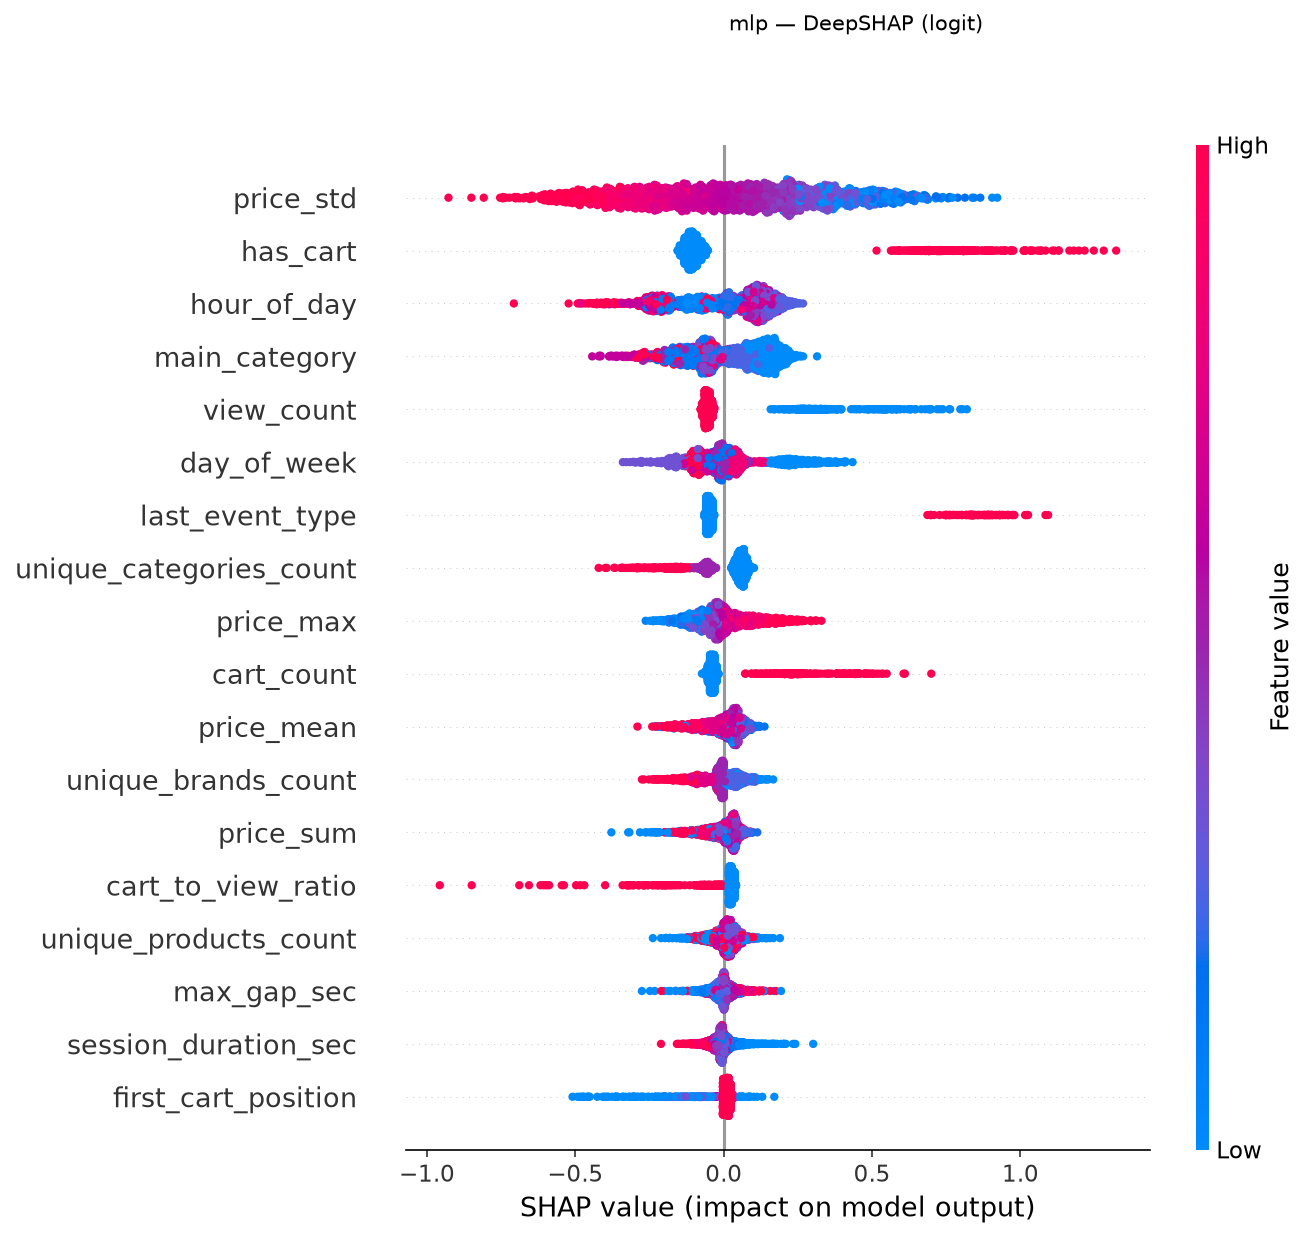 mlp — DeepSHAP (logit)
High
price_std
has_cart
hour_of_day
main_category
view_count
day_of_week
last_event_type
unique_categories_count
price_max
cart_count
price_mean
unique_brands_count
price_sum
cart_to_view_ratio
unique_products_count
max_gap_sec
session_duration_sec
first_cart_position
Feature value
Low
−1.0 −0.5 0.0 0.5 1.0
SHAP value (impact on model output)